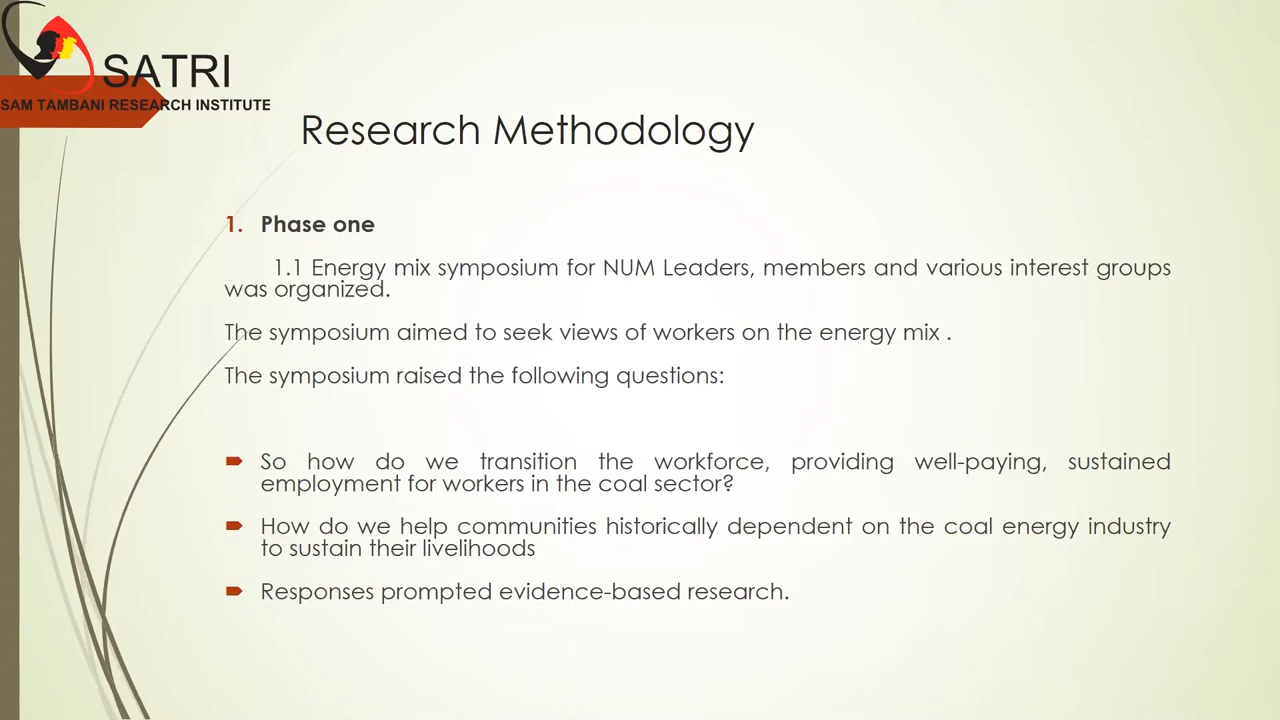 SATRI
SAM TAMBANI RESEARCH INSTITUTE
Research Methodology
1. Phase one
1.1 Energy mix symposium for NUM Leaders, members and various interest groups
was organized.
The symposium aimed to seek views of workers on the energy mix .
The symposium raised the following questions:
So how do we transition the workforce, providing well-paying, sustained
employment for workers in the coal sector?
How do we help communities historically dependent on the coal energy industry
to sustain their livelihoods
Responses prompted evidence-based research.